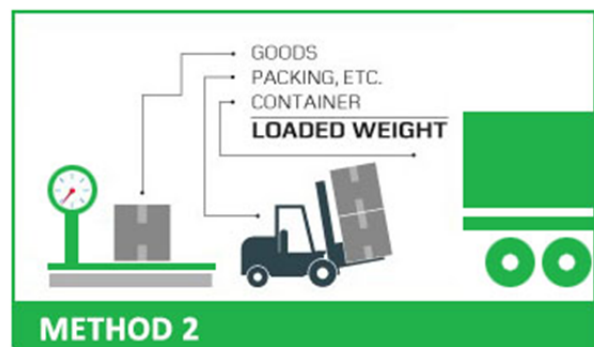 GOODS
PACKING, ETC.
CONTAINER
LOADED WEIGHT
METHOD 2